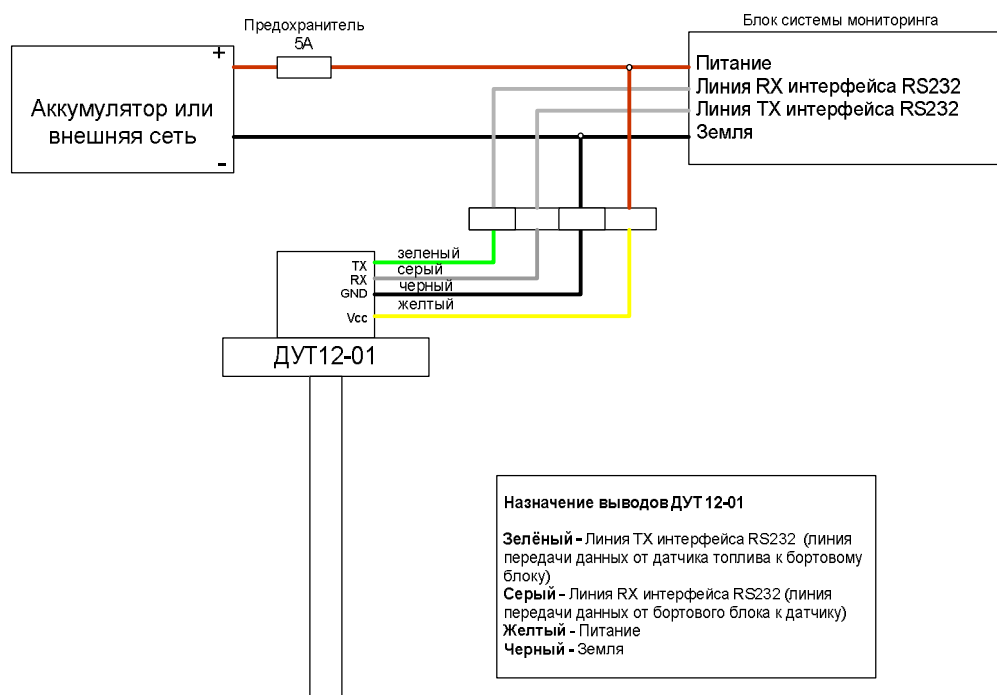 Предохранитель
5А
Блок системы мониторинга
+
Аккумулятор или
внешняя сеть
-
Питание
Линия RX интерфейса RS232
Линия TX интерфейса RS232
Земля
зеленый
TX
серый
RX
черный
GND
желтый
Vcc
ДУТ12-01
Назначение выводов ДУТ 12-01
Зелёный - Линия TX интерфейса RS232 (линия
передачи данных от датчика топлива к бортовому
блоку)
Серый - Линия RX интерфейса RS232 (линия
передачи данных от бортового блока к датчику)
Желтый - Питание
Черный - Земля